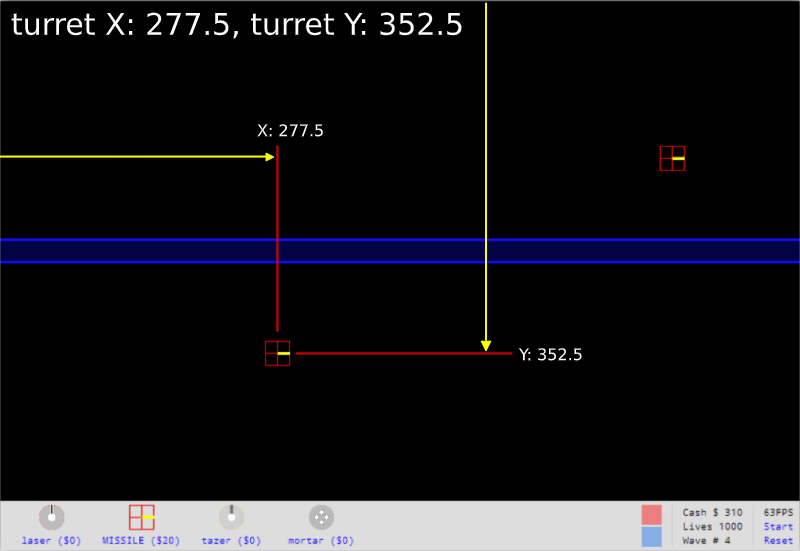 turret X: 277.5, turret Y: 352.5
X: 277.5
Y: 352.5
laser ($0) MISSILE ($20) tazer ($0) mortar ($0)
Cash $ 310
Lives 1000
Wave # 4
63FPS
Start
Reset